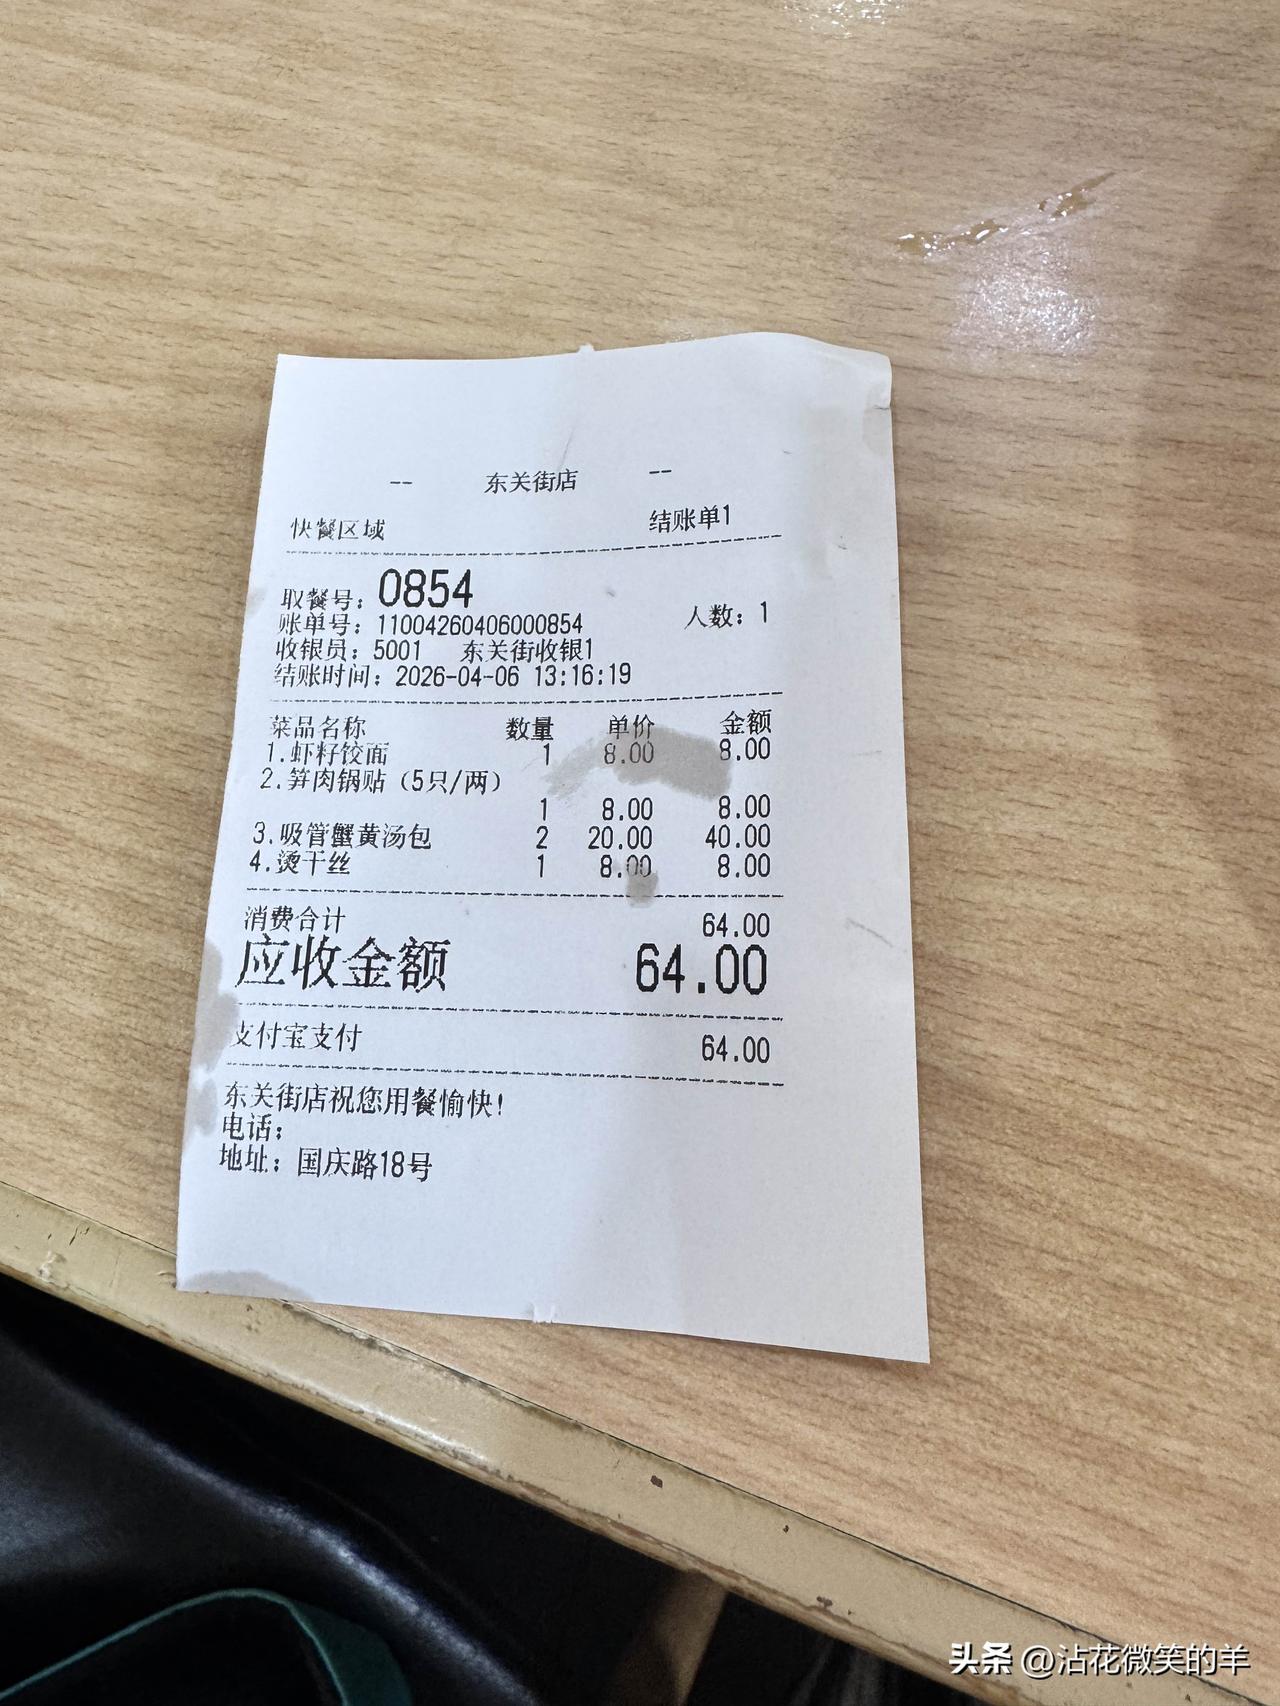 -- 东关街店 --
快餐区域 结账单1
取餐号：0854
账单号：11004260406000854 人数：1
收银员：5001 东关街收银1
结账时间：2026-04-06 13:16:19
菜品名称 数量 单价 金额
1.虾籽饺面 1 8.00 8.00
2.笋肉锅贴（5只/两）
1 8.00 8.00
3.吸管蟹黄汤包 2 20.00 40.00
4.烫干丝 1 8.00 8.00
消费合计 64.00
应收金额 64.00
支付宝支付 64.00
东关街店祝您用餐愉快！
电话：
地址：国庆路18号
头条 @沾花微笑的羊